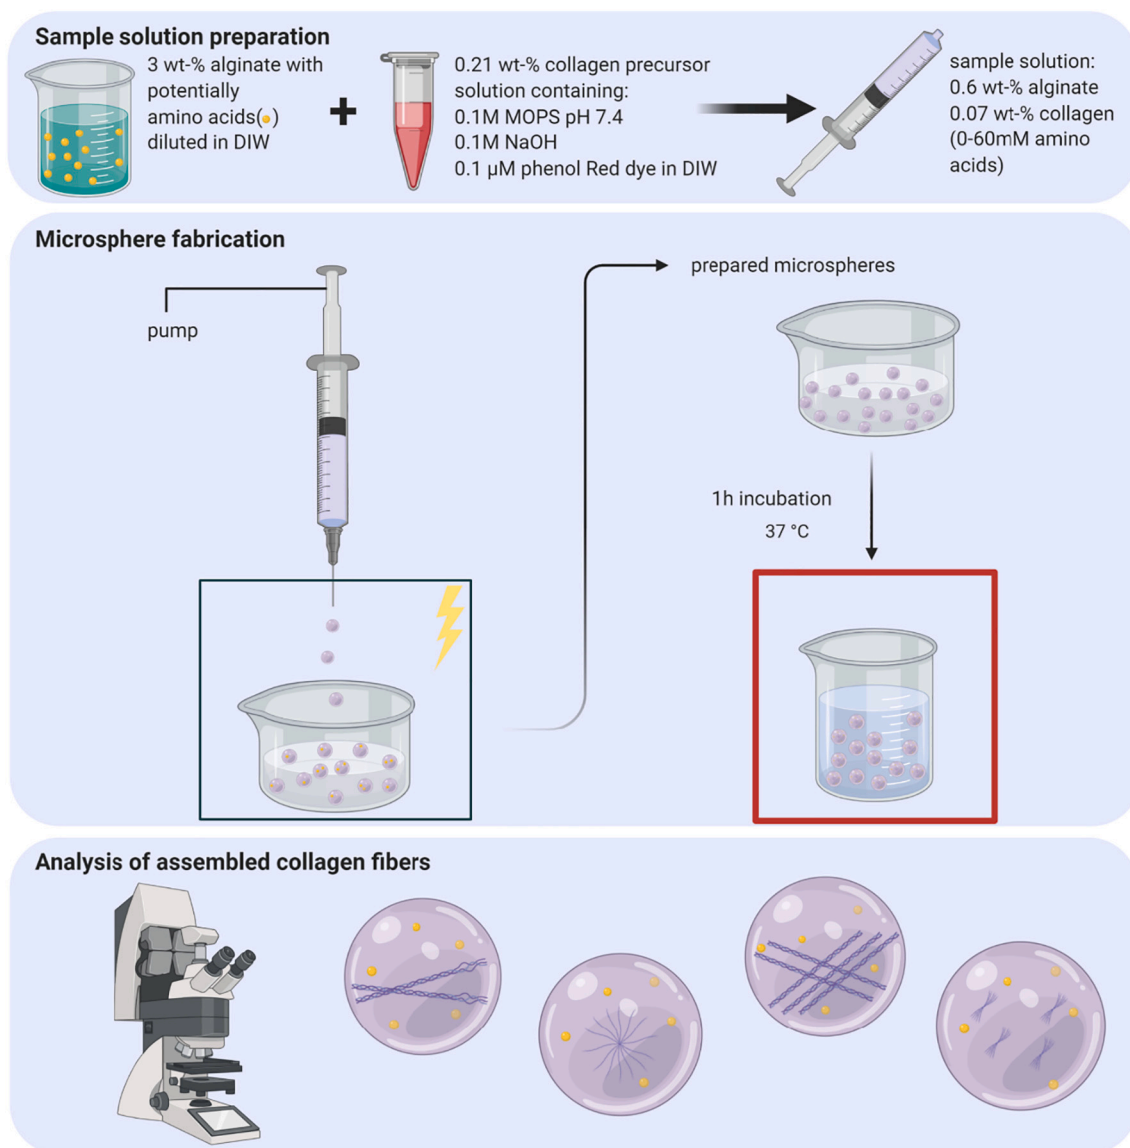 Sample solution preparation
3 wt-% alginate with
potentially
amino acids( )
diluted in DIW
+
0.21 wt-% collagen precursor
solution containing:
0.1M MOPS pH 7.4
0.1M NaOH
0.1 µM phenol Red dye in DIW
sample solution:
0.6 wt-% alginate
0.07 wt-% collagen
(0-60mM amino
acids)
Microsphere fabrication
pump
prepared microspheres
1h incubation
37 °C
Analysis of assembled collagen fibers